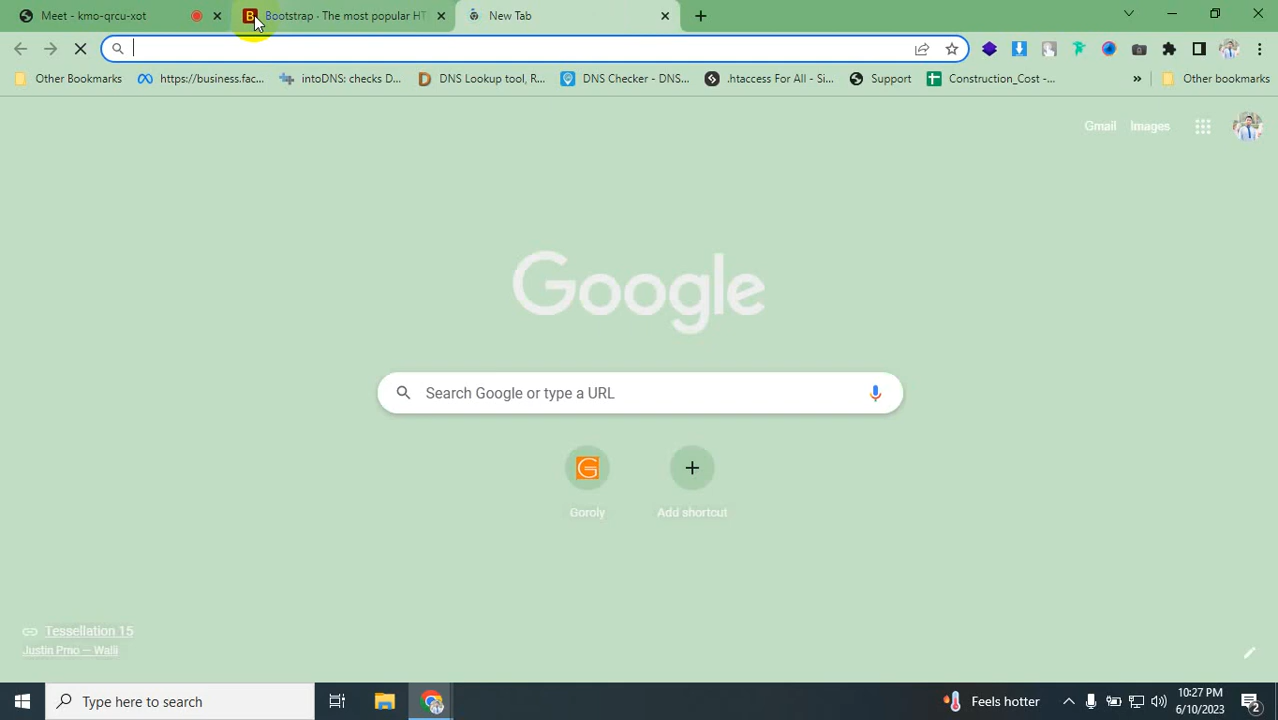 Meet - kmo-qrcu-xot
Bootstrap · The most popular HT
New Tab
Other Bookmarks
https://business.fac...
intoDNS: checks D...
DNS Lookup tool, R...
DNS Checker - DNS...
.htaccess For All - Si...
Support
Construction_Cost -...
»
Other bookmarks
Gmail
Images
Google
Search Google or type a URL
Goroly
Add shortcut
Tessellation 15
Justin Prno — Walli
Type here to search
Feels hotter
10:27 PM
6/10/2023
2